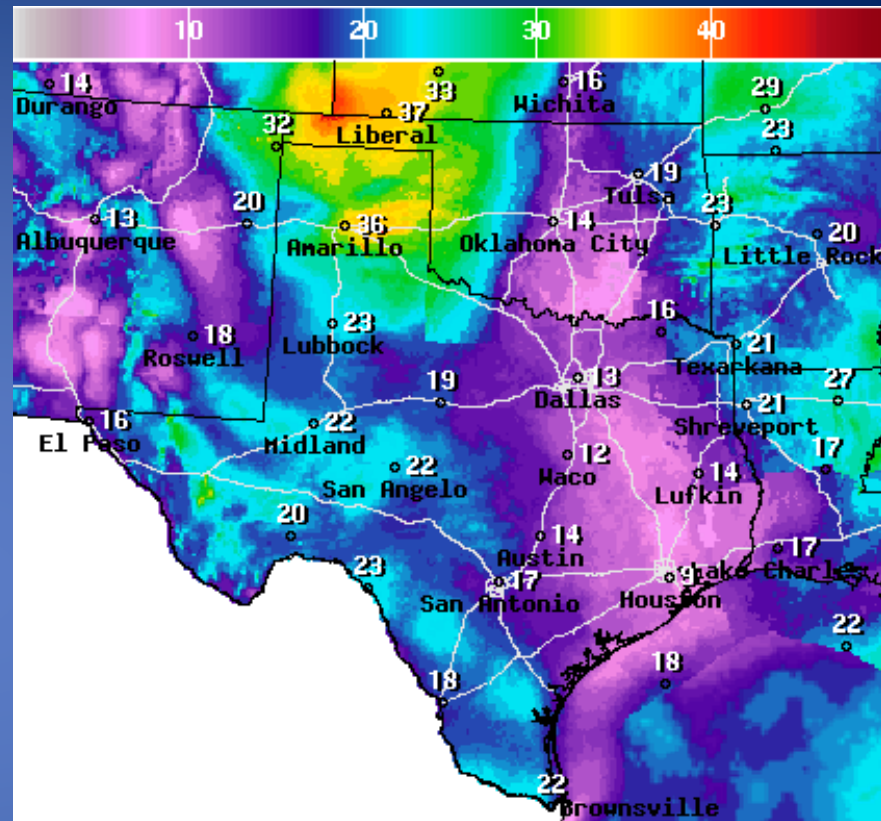 10 20 30 40
14 33 16 29
Durango 37 Wichita
32 Liberal 23
19
Tulsa
13 20 36 14 23 20
Albuquerque Amarillo Oklahoma City Little Rock
18 23 16
Roswell Lubbock 21
Texarkana
13
19 Dallas 21 27
16 22 Shreveport
El Paso Midland
22 12 14 17
San Angelo Waco Lufkin
20 14 17
Austin Lake Charles
23 17 9
San Antonio Houston
22
18 18
22
Brownsville